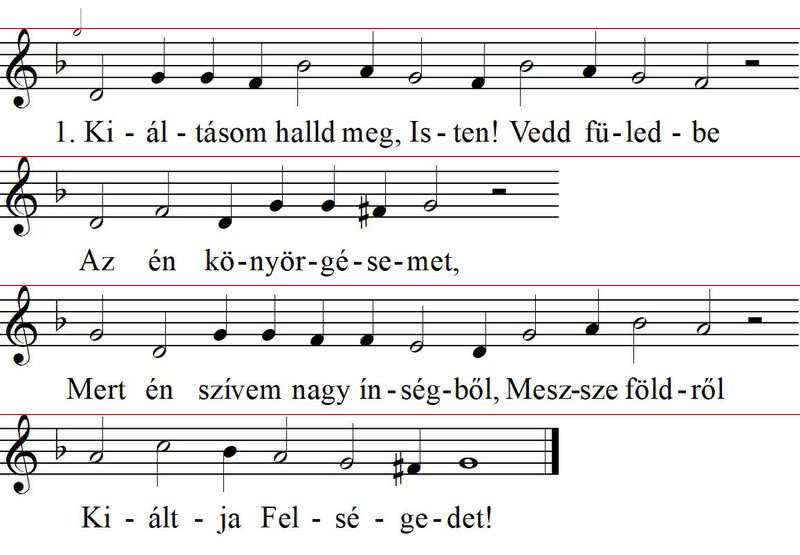 1. Ki - ál - tásom halld meg, Is - ten! Vedd fü - led - be
Az én kö - nyör - gé - se - met,
Mert én szívem nagy ín - ség - ből, Mesz - sze föld - ről
Ki - ált - ja Fel - sé - ge - det!